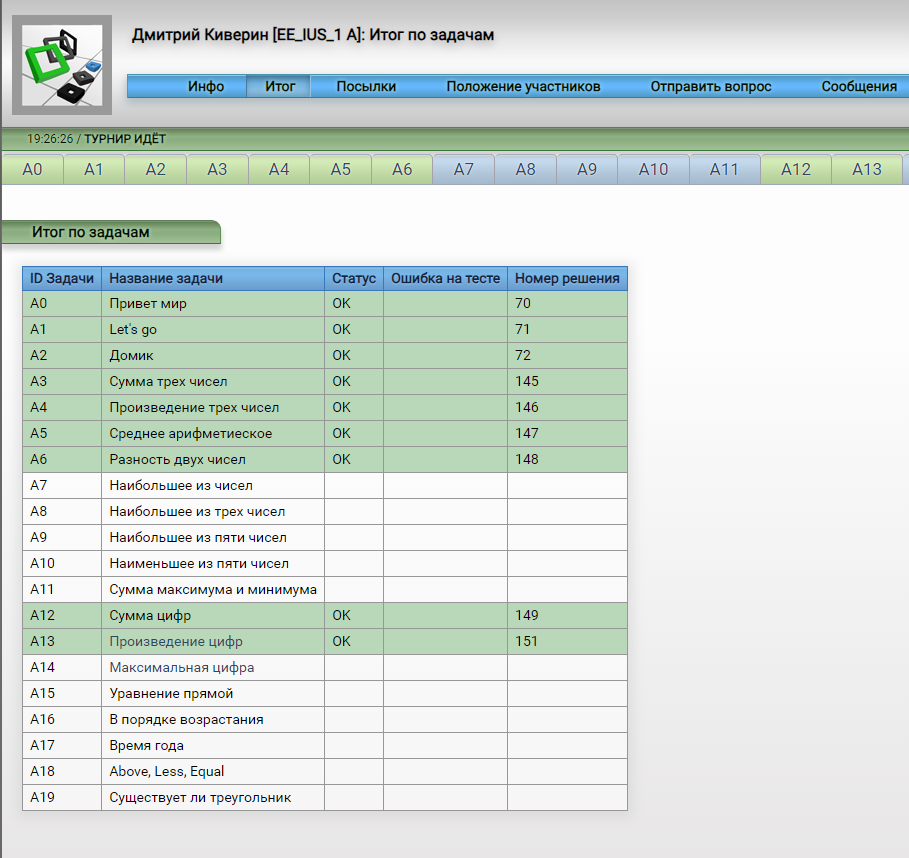 Дмитрий Киверин [EE_IUS_1 A]: Итог по задачам
Инфо Итог Посылки Положение участников Отправить вопрос Сообщения
19:26:26 / ТУРНИР ИДЁТ
A0 A1 A2 A3 A4 A5 A6 A7 A8 A9 A10 A11 A12 A13
Итог по задачам
ID Задачи Название задачи Статус Ошибка на тесте Номер решения
A0 Привет мир OK 70
A1 Let's go OK 71
A2 Домик OK 72
A3 Сумма трех чисел OK 145
A4 Произведение трех чисел OK 146
A5 Среднее арифметиеское OK 147
A6 Разность двух чисел OK 148
A7 Наибольшее из чисел
A8 Наибольшее из трех чисел
A9 Наибольшее из пяти чисел
A10 Наименьшее из пяти чисел
A11 Сумма максимума и минимума
A12 Сумма цифр OK 149
A13 Произведение цифр OK 151
A14 Максимальная цифра
A15 Уравнение прямой
A16 В порядке возрастания
A17 Время года
A18 Above, Less, Equal
A19 Существует ли треугольник